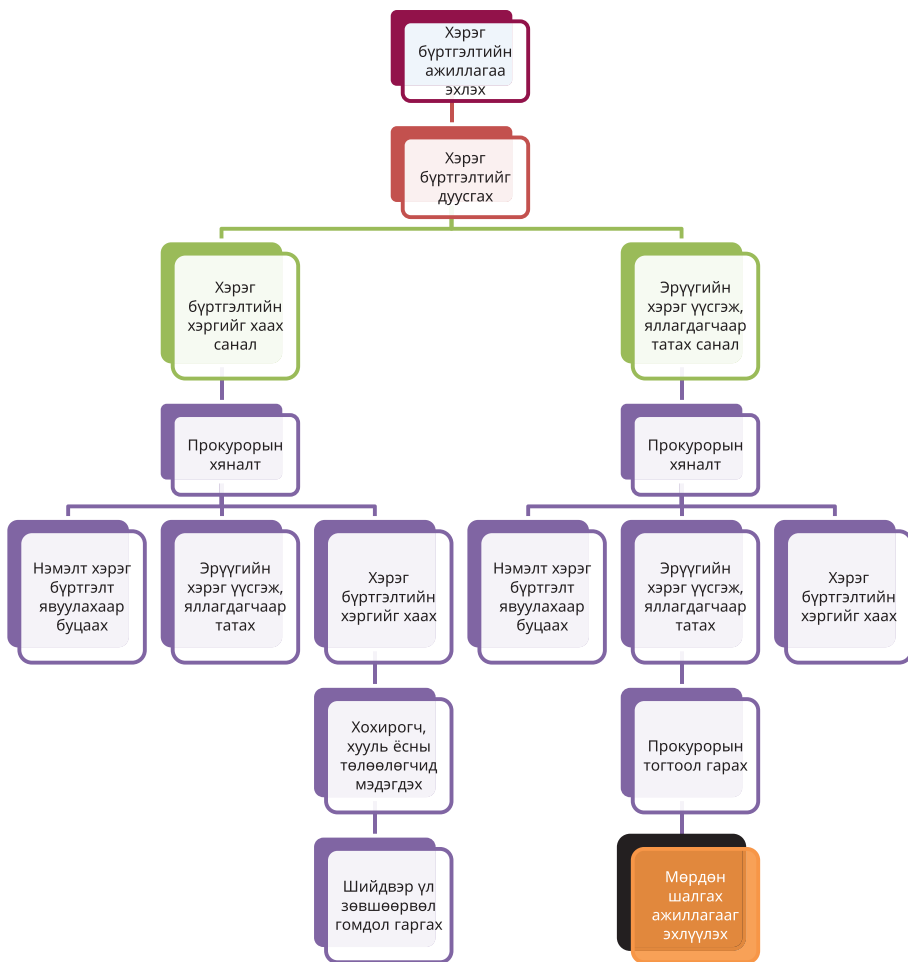 Хэрэг
бүртгэлтийн
ажиллагаа
эхлэх
Хэрэг
бүртгэлтийг
дуусгах
Хэрэг
бүртгэлтийн
хэргийг хаах
санал
Эрүүгийн
хэрэг үүсгэж,
яллагдагчаар
татах санал
Прокурорын
хяналт
Прокурорын
хяналт
Нэмэлт хэрэг
бүртгэлт
явуулахаар
буцаах
Эрүүгийн
хэрэг үүсгэж,
яллагдагчаар
татах
Хэрэг
бүртгэлтийн
хэргийг хаах
Нэмэлт хэрэг
бүртгэлт
явуулахаар
буцаах
Эрүүгийн
хэрэг үүсгэж,
яллагдагчаар
татах
Хэрэг
бүртгэлтийн
хэргийг хаах
Хохирогч,
хууль ёсны
төлөөлөгчид
мэдэгдэх
Прокурорын
тогтоол гарах
Шийдвэр үл
зөвшөөрвөл
гомдол гаргах
Мөрдөн
шалгах
ажиллагааг
эхлүүлэх